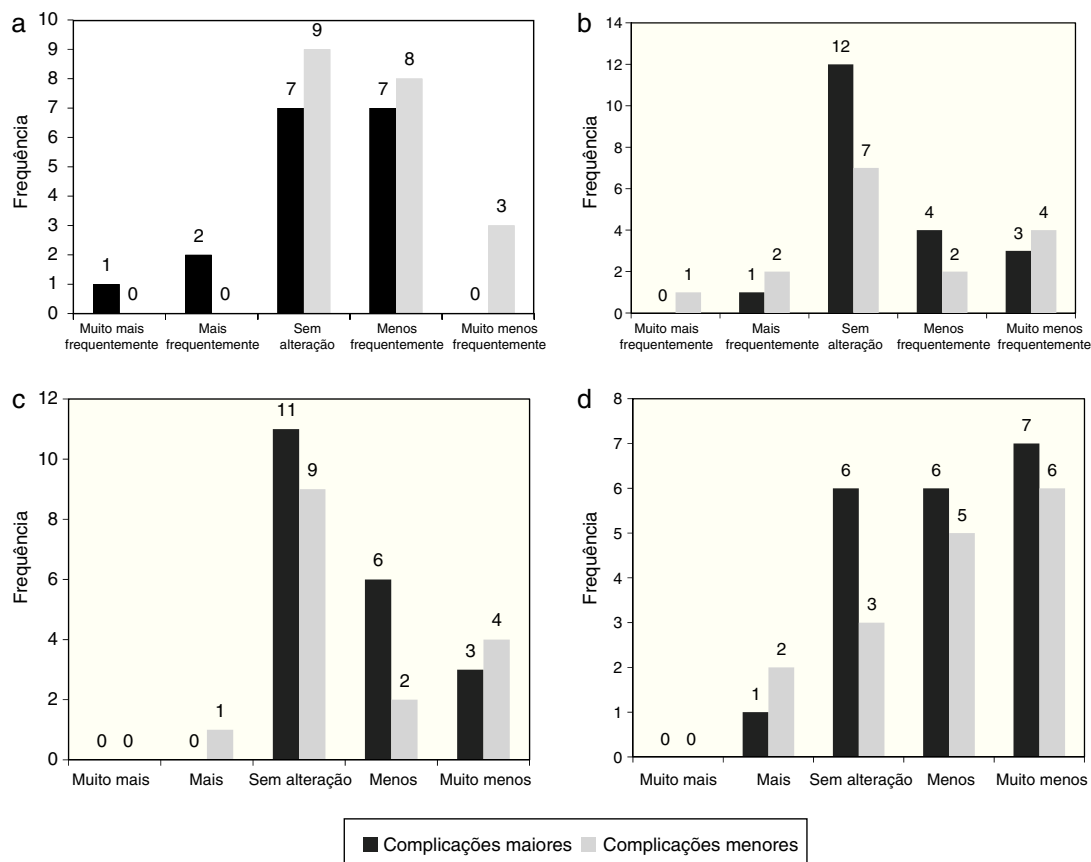 a
10
9
8
7
6
5
4
3
2
1
0
Frequência
1
0
2
0
7
9
7
8
0
3
Muito mais
frequentemente
Mais
frequentemente
Sem
alteração
Menos
frequentemente
Muito menos
frequentemente
b
14
12
10
8
6
4
2
0
Frequência
0
1
1
2
12
7
4
2
3
4
Muito mais
frequentemente
Mais
frequentemente
Sem
alteração
Menos
frequentemente
Muito menos
frequentemente
c
12
10
8
6
4
2
0
Frequência
0
0
0
1
11
9
6
2
3
4
Muito mais
Mais
Sem alteração
Menos
Muito menos
d
8
7
6
5
4
3
2
1
0
Frequência
0
0
1
2
6
3
6
5
7
6
Muito mais
Mais
Sem alteração
Menos
Muito menos
Complicações maiores
Complicações menores